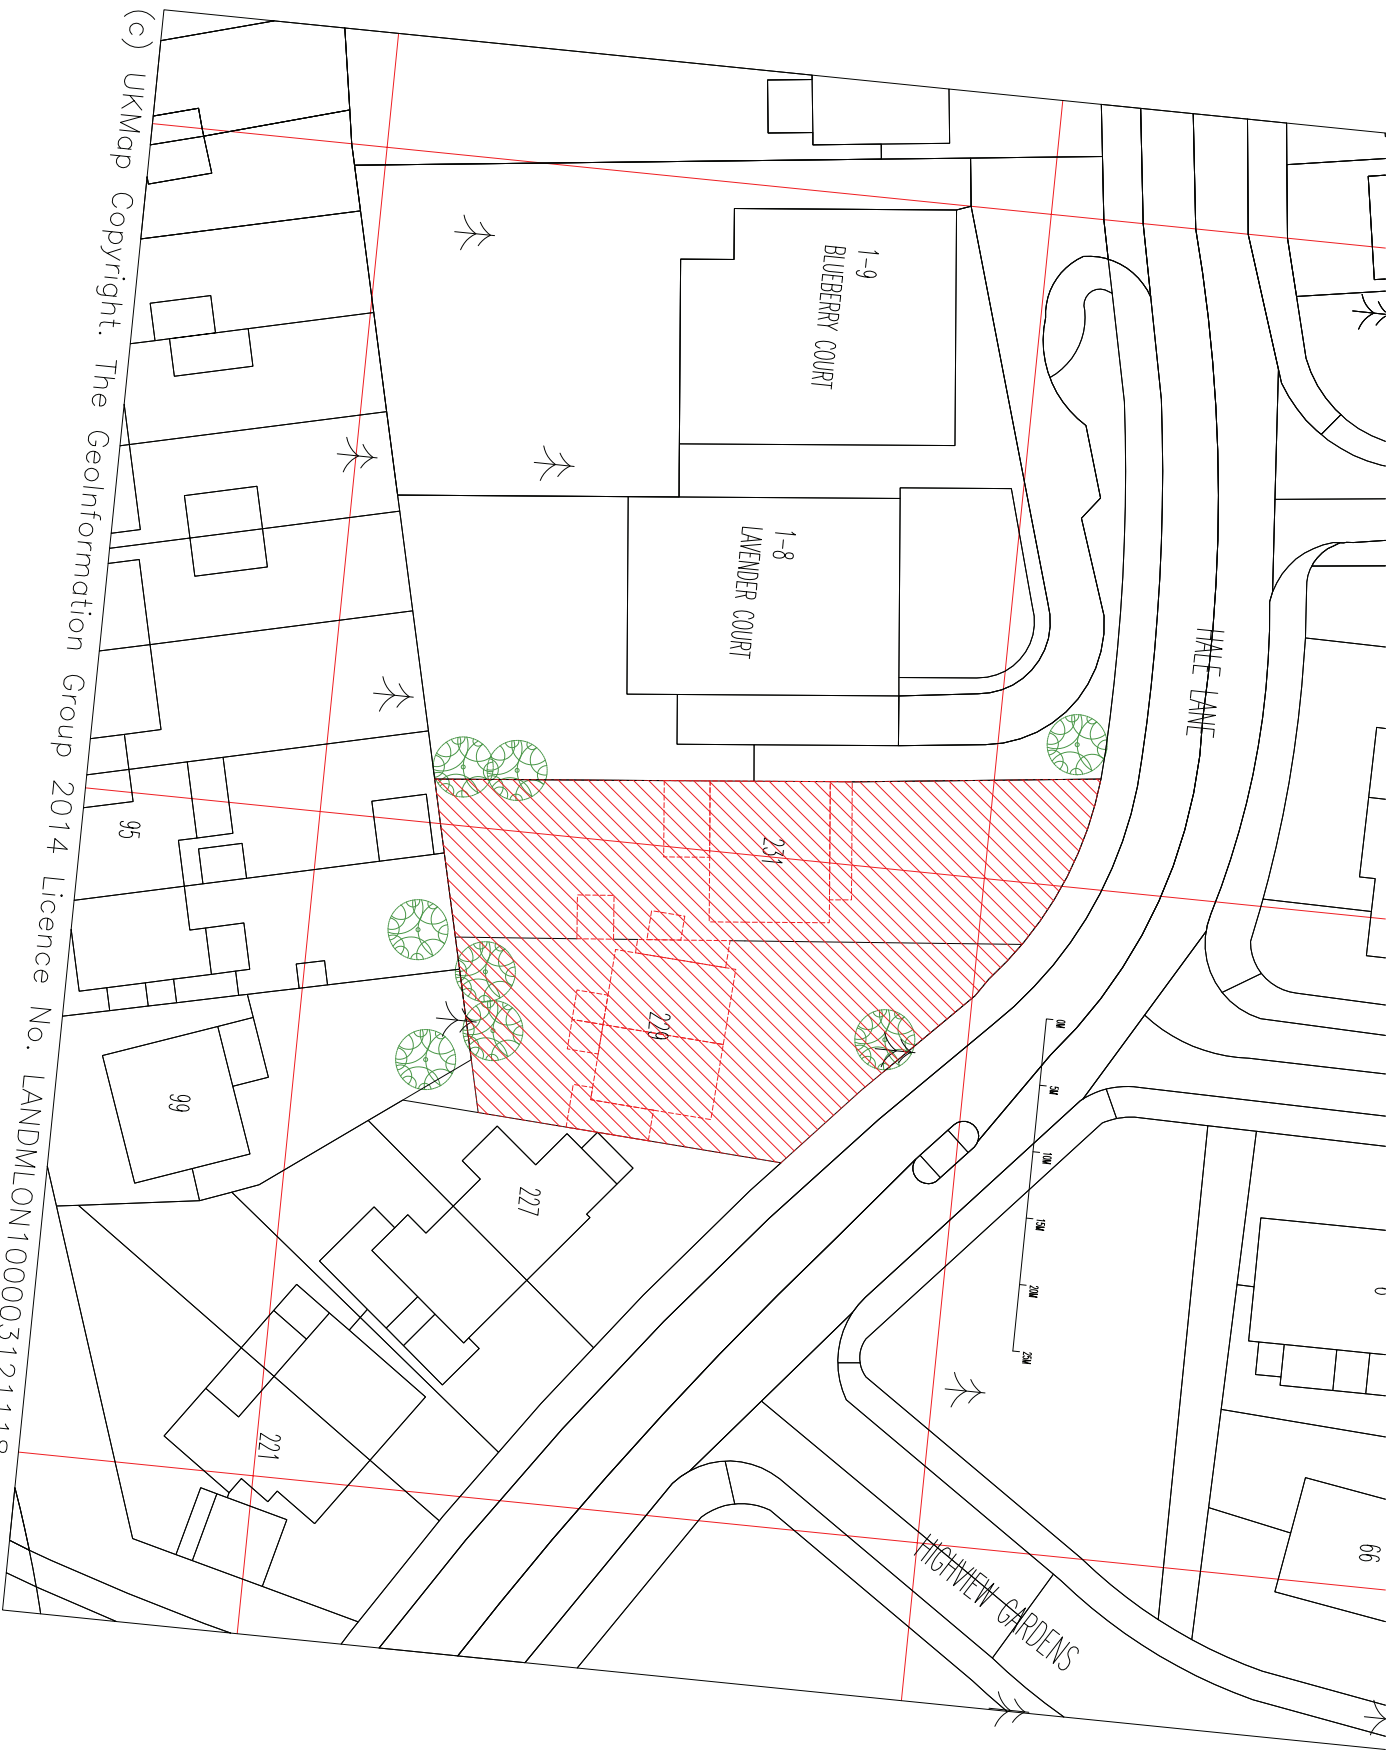 1-9
BLUEBERRY COURT
1-8
LAVENDER COURT
HALE LANE
231
229
227
221
95
99
66
0M
5M
10M
15M
20M
25M
HIGHVIEW GARDENS
(c) UKMap Copyright. The GeoInformation Group 2014 Licence No. LANDMLON100003121118